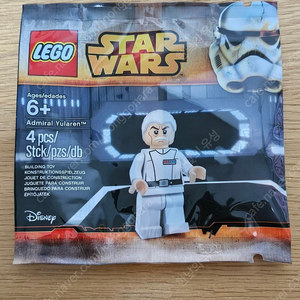 LEGO
STAR
WARS
Ages/edades
6+
Admiral Yularen™
4 pcs/
Stck/pzs/db
BUILDING TOY
KONSTRUKTIONSSPIELZEUG
JOUET DE CONSTRUCTION
JUGUETE PARA CONSTRUIR
BRINQUEDO PARA CONSTRUIR
ÉPÍTŐJÁTÉK
Disney